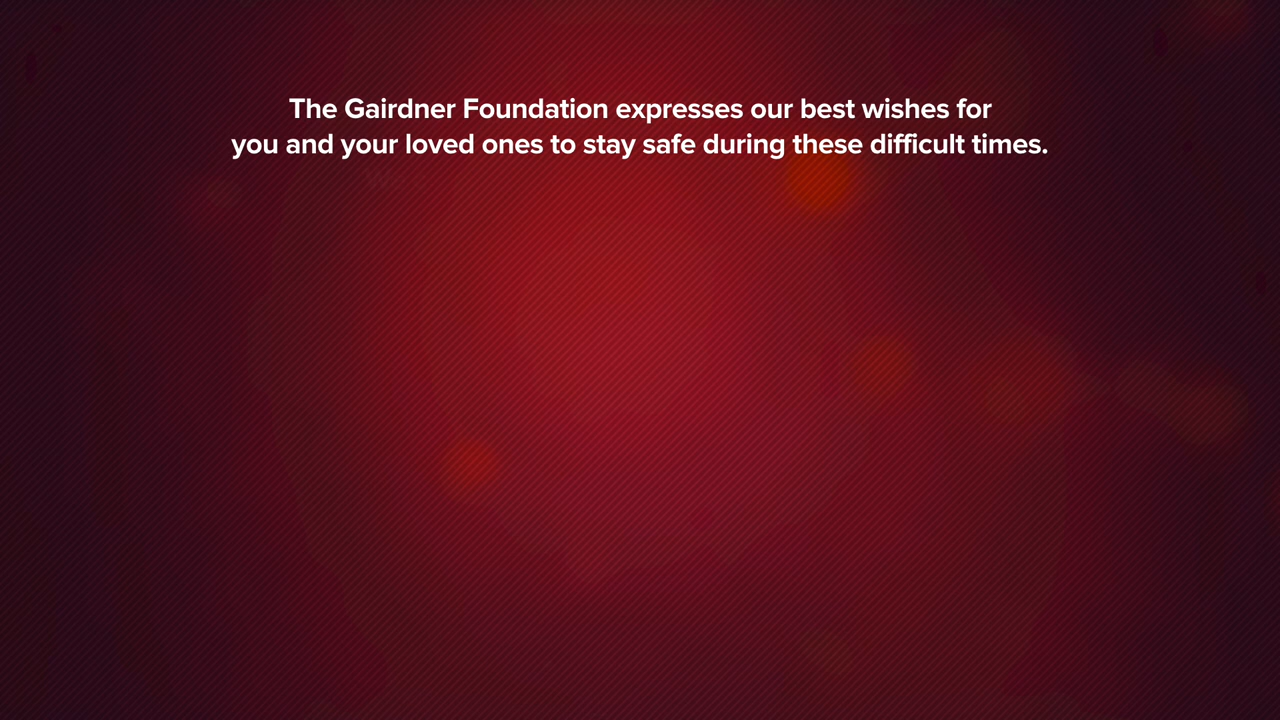 The Gairdner Foundation expresses our best wishes for
you and your loved ones to stay safe during these difficult times.